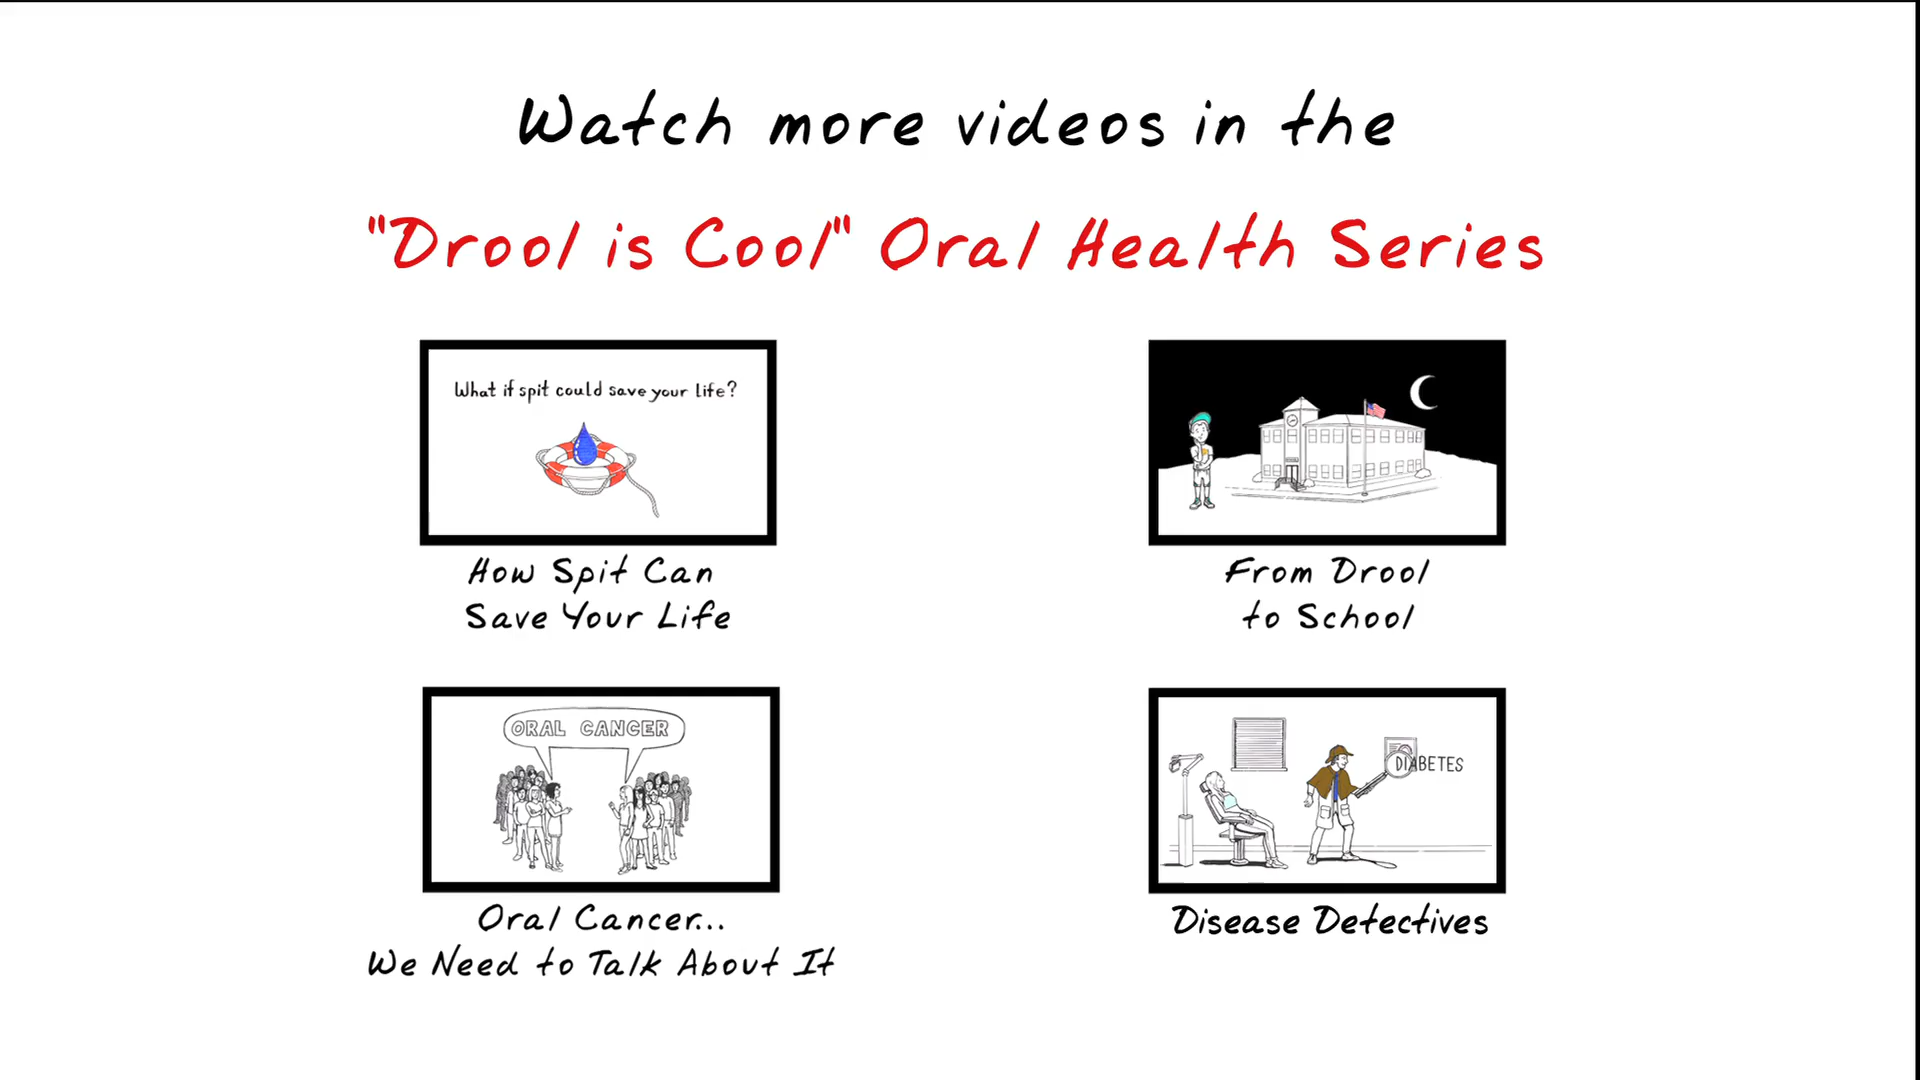 Watch more videos in the
"Drool is Cool" Oral Health Series
What if spit could save your life?
How Spit Can
Save Your Life
From Drool
to School
ORAL CANCER
Oral Cancer...
We Need to Talk About It
DIABETES
Disease Detectives